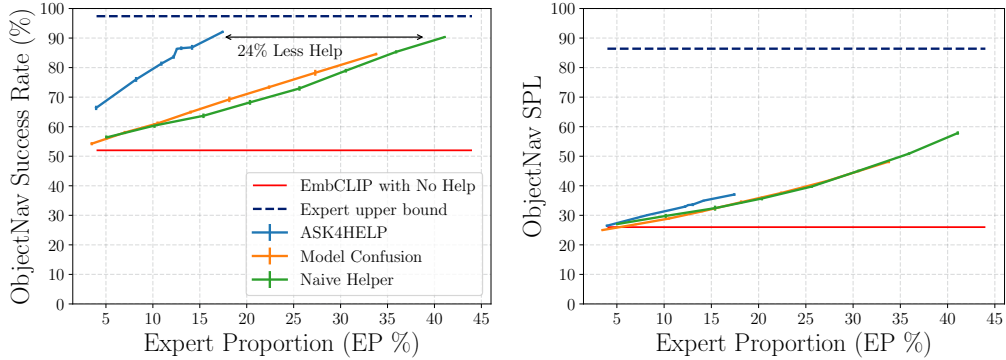 100
90
80
70
60
50
40
30
20
10
0
ObjectNav Success Rate (%)
24% Less Help
EmbCLIP with No Help
Expert upper bound
ASK4HELP
Model Confusion
Naive Helper
5 10 15 20 25 30 35 40 45
Expert Proportion (EP %)
100
90
80
70
60
50
40
30
20
10
0
ObjectNav SPL
5 10 15 20 25 30 35 40 45
Expert Proportion (EP %)